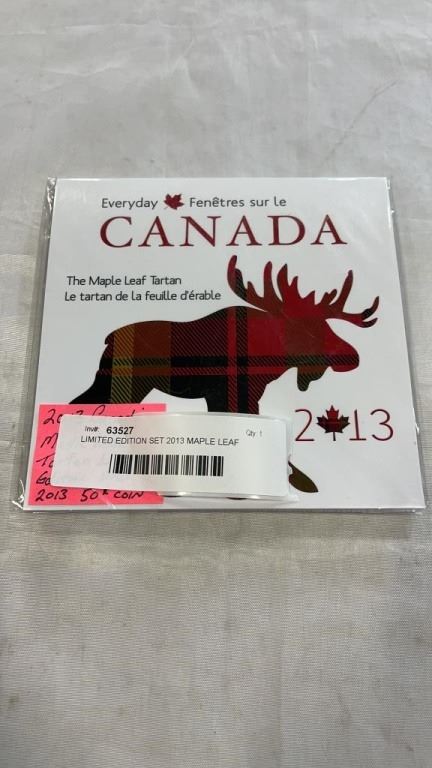 Everyday Fenêtres sur le
CANADA
The Maple Leaf Tartan
Le tartan de la feuille d'érable
2013
Inv#: 63527 Qty: 1
LIMITED EDITION SET 2013 MAPLE LEAF
2013 50¢ COIN